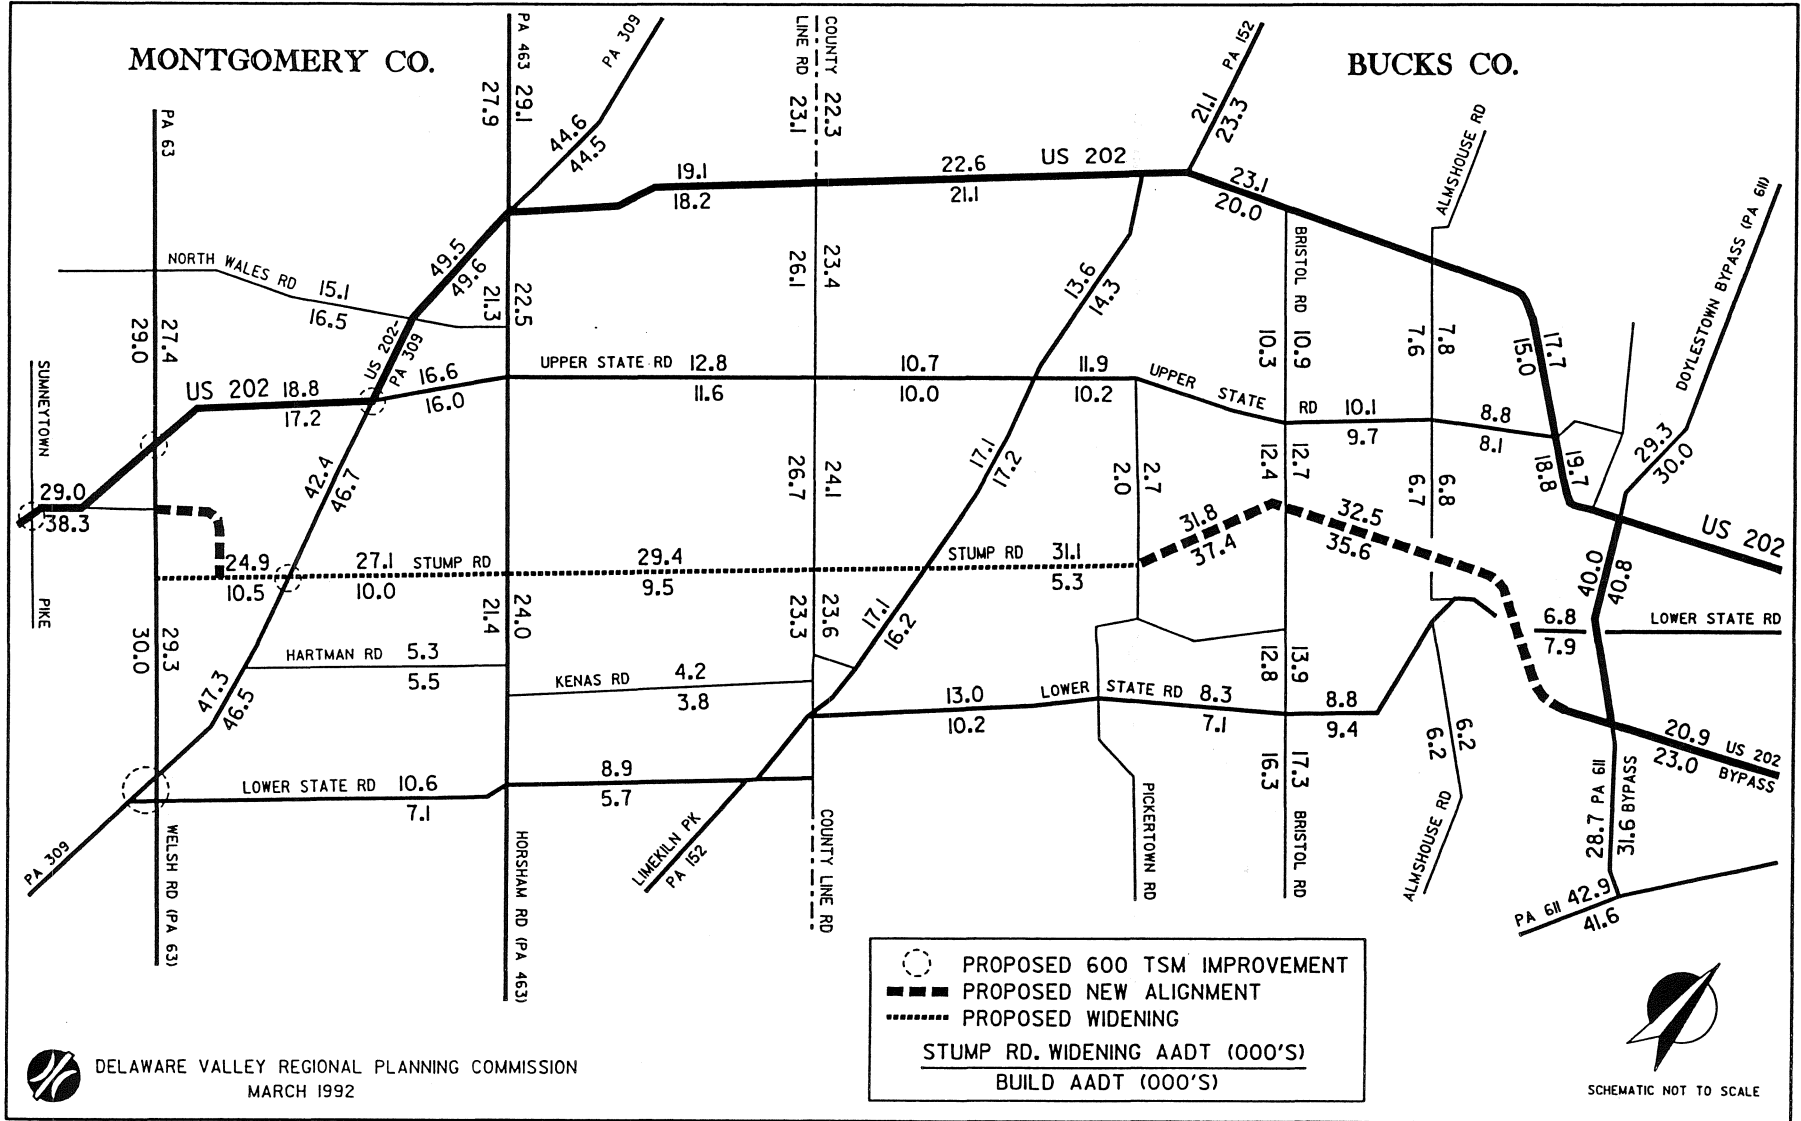 MONTGOMERY CO.
BUCKS CO.
PA 463
29.1
27.9
PA 309
44.6
44.5
COUNTY
LINE RD
22.3
23.1
PA 152
21.1
23.3
ALMSHOUSE RD
PA 63
19.1
18.2
22.6
US 202
21.1
23.1
20.0
DOYLESTOWN BYPASS (PA 611)
NORTH WALES RD
15.1
16.5
49.5
49.6
22.5
21.3
23.4
26.1
13.6
14.3
BRISTOL RD
10.9
10.3
7.8
7.6
17.7
15.0
27.4
29.0
SUMNEYTOWN
PIKE
US 202
18.8
17.2
US 202-
PA 309
16.6
16.0
UPPER STATE RD
12.8
11.6
10.7
10.0
11.9
10.2
UPPER STATE RD
10.1
9.7
8.8
8.1
29.3
30.0
29.0
38.3
42.4
46.7
24.1
26.7
17.1
17.2
2.7
2.0
12.7
12.4
6.8
6.7
19.7
18.8
US 202
31.8
37.4
32.5
35.6
24.9
10.5
27.1
10.0
STUMP RD
29.4
9.5
STUMP RD
31.1
5.3
40.0
40.8
29.3
30.0
47.3
46.5
24.0
21.4
23.6
23.3
17.1
16.2
6.8
7.9
LOWER STATE RD
HARTMAN RD
5.3
5.5
KENAS RD
4.2
3.8
13.0
10.2
LOWER STATE RD
8.3
7.1
13.9
12.8
8.8
9.4
6.2
6.2
20.9
23.0
US 202
BYPASS
LOWER STATE RD
10.6
7.1
8.9
5.7
17.3
16.3
28.7 PA 611
31.6 BYPASS
PA 309
WELSH RD (PA 63)
HORSHAM RD (PA 463)
LIMEKILN PK
PA 152
COUNTY LINE RD
PICKERTOWN RD
BRISTOL RD
ALMSHOUSE RD
PA 611
42.9
41.6
PROPOSED 600 TSM IMPROVEMENT
PROPOSED NEW ALIGNMENT
PROPOSED WIDENING
STUMP RD. WIDENING AADT (000'S)
BUILD AADT (000'S)
DELAWARE VALLEY REGIONAL PLANNING COMMISSION
MARCH 1992
SCHEMATIC NOT TO SCALE